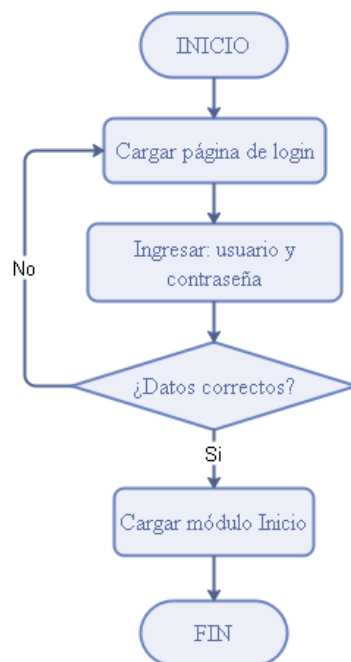 INICIO
Cargar página de login
Ingresar: usuario y
contraseña
No
¿Datos correctos?
Si
Cargar módulo Inicio
FIN